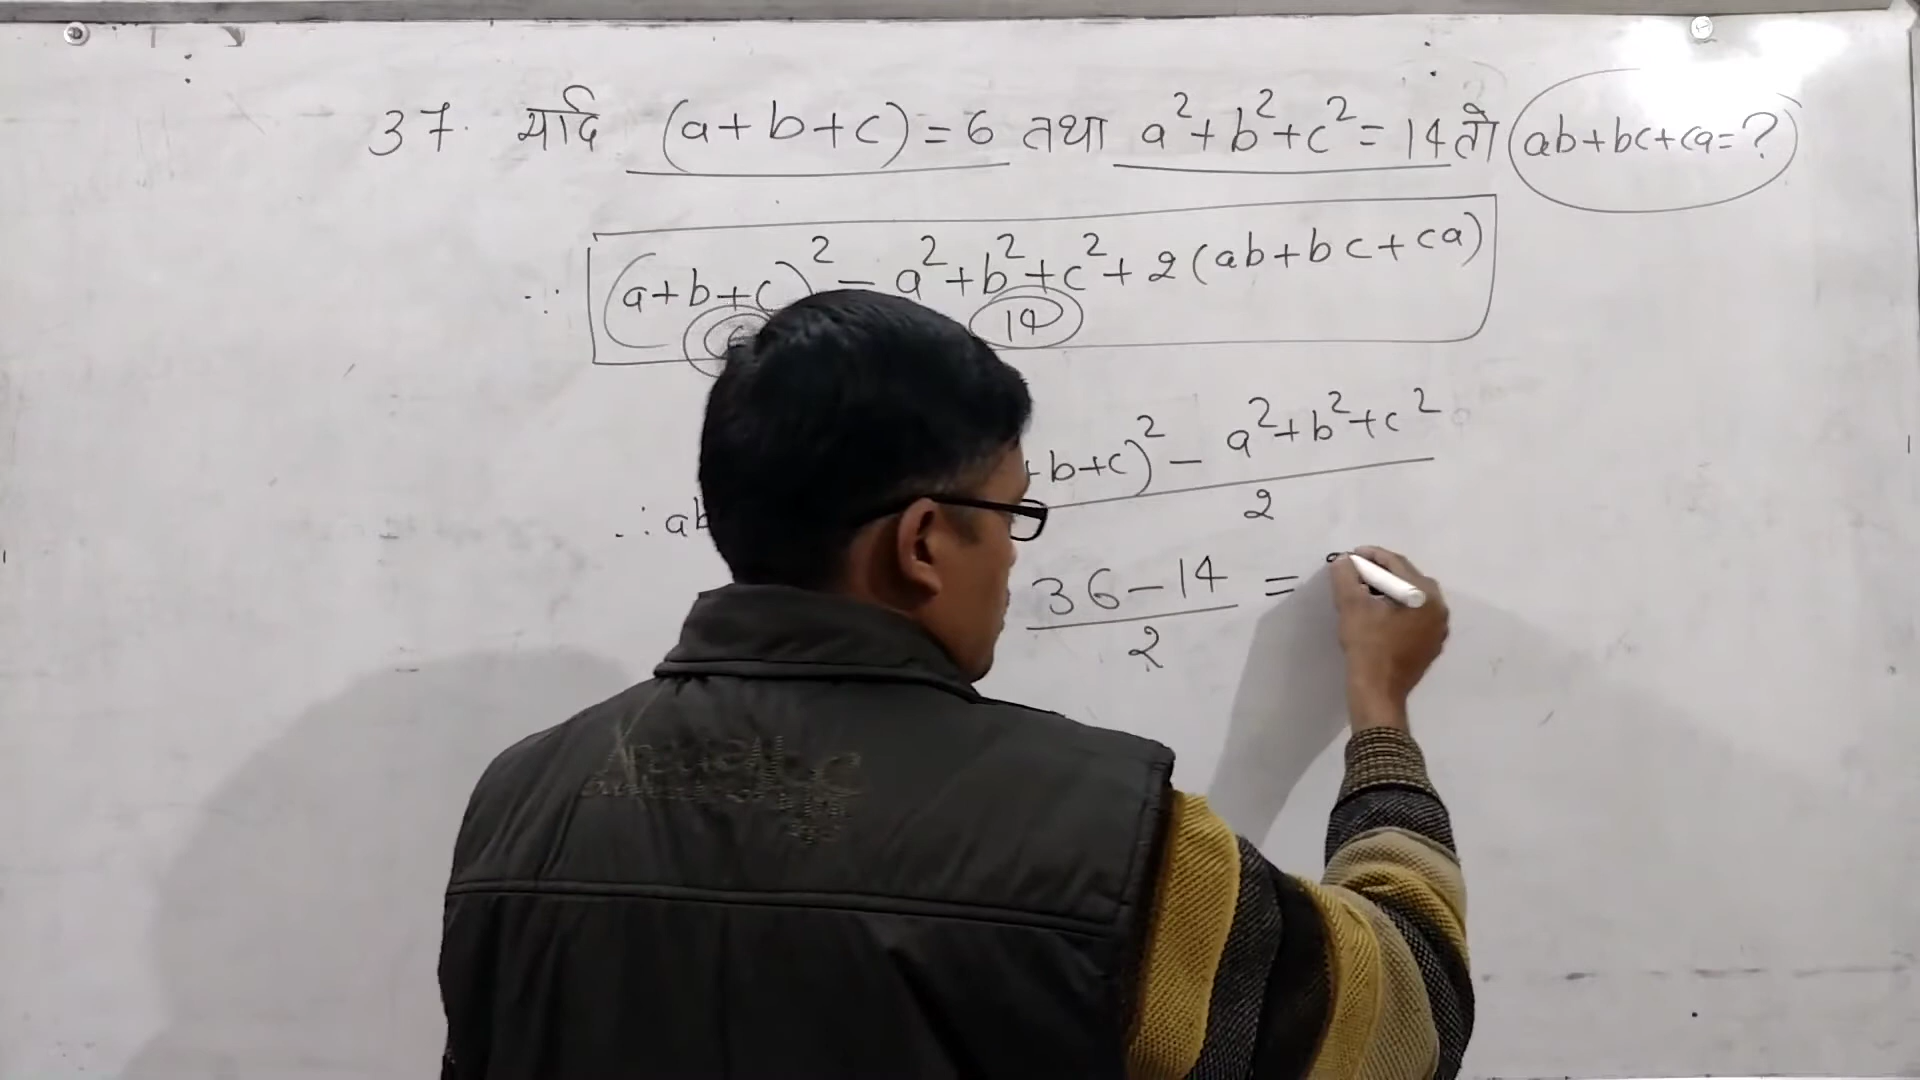 37. यदि (a+b+c)=6 तथा a²+b²+c²=14 तो ab+bc+ca=?
∵ (a+b+c)² = a²+b²+c²+2(ab+bc+ca)
6 14
∴ ab +b+c)² - a²+b²+c²
2
36-14 =
2